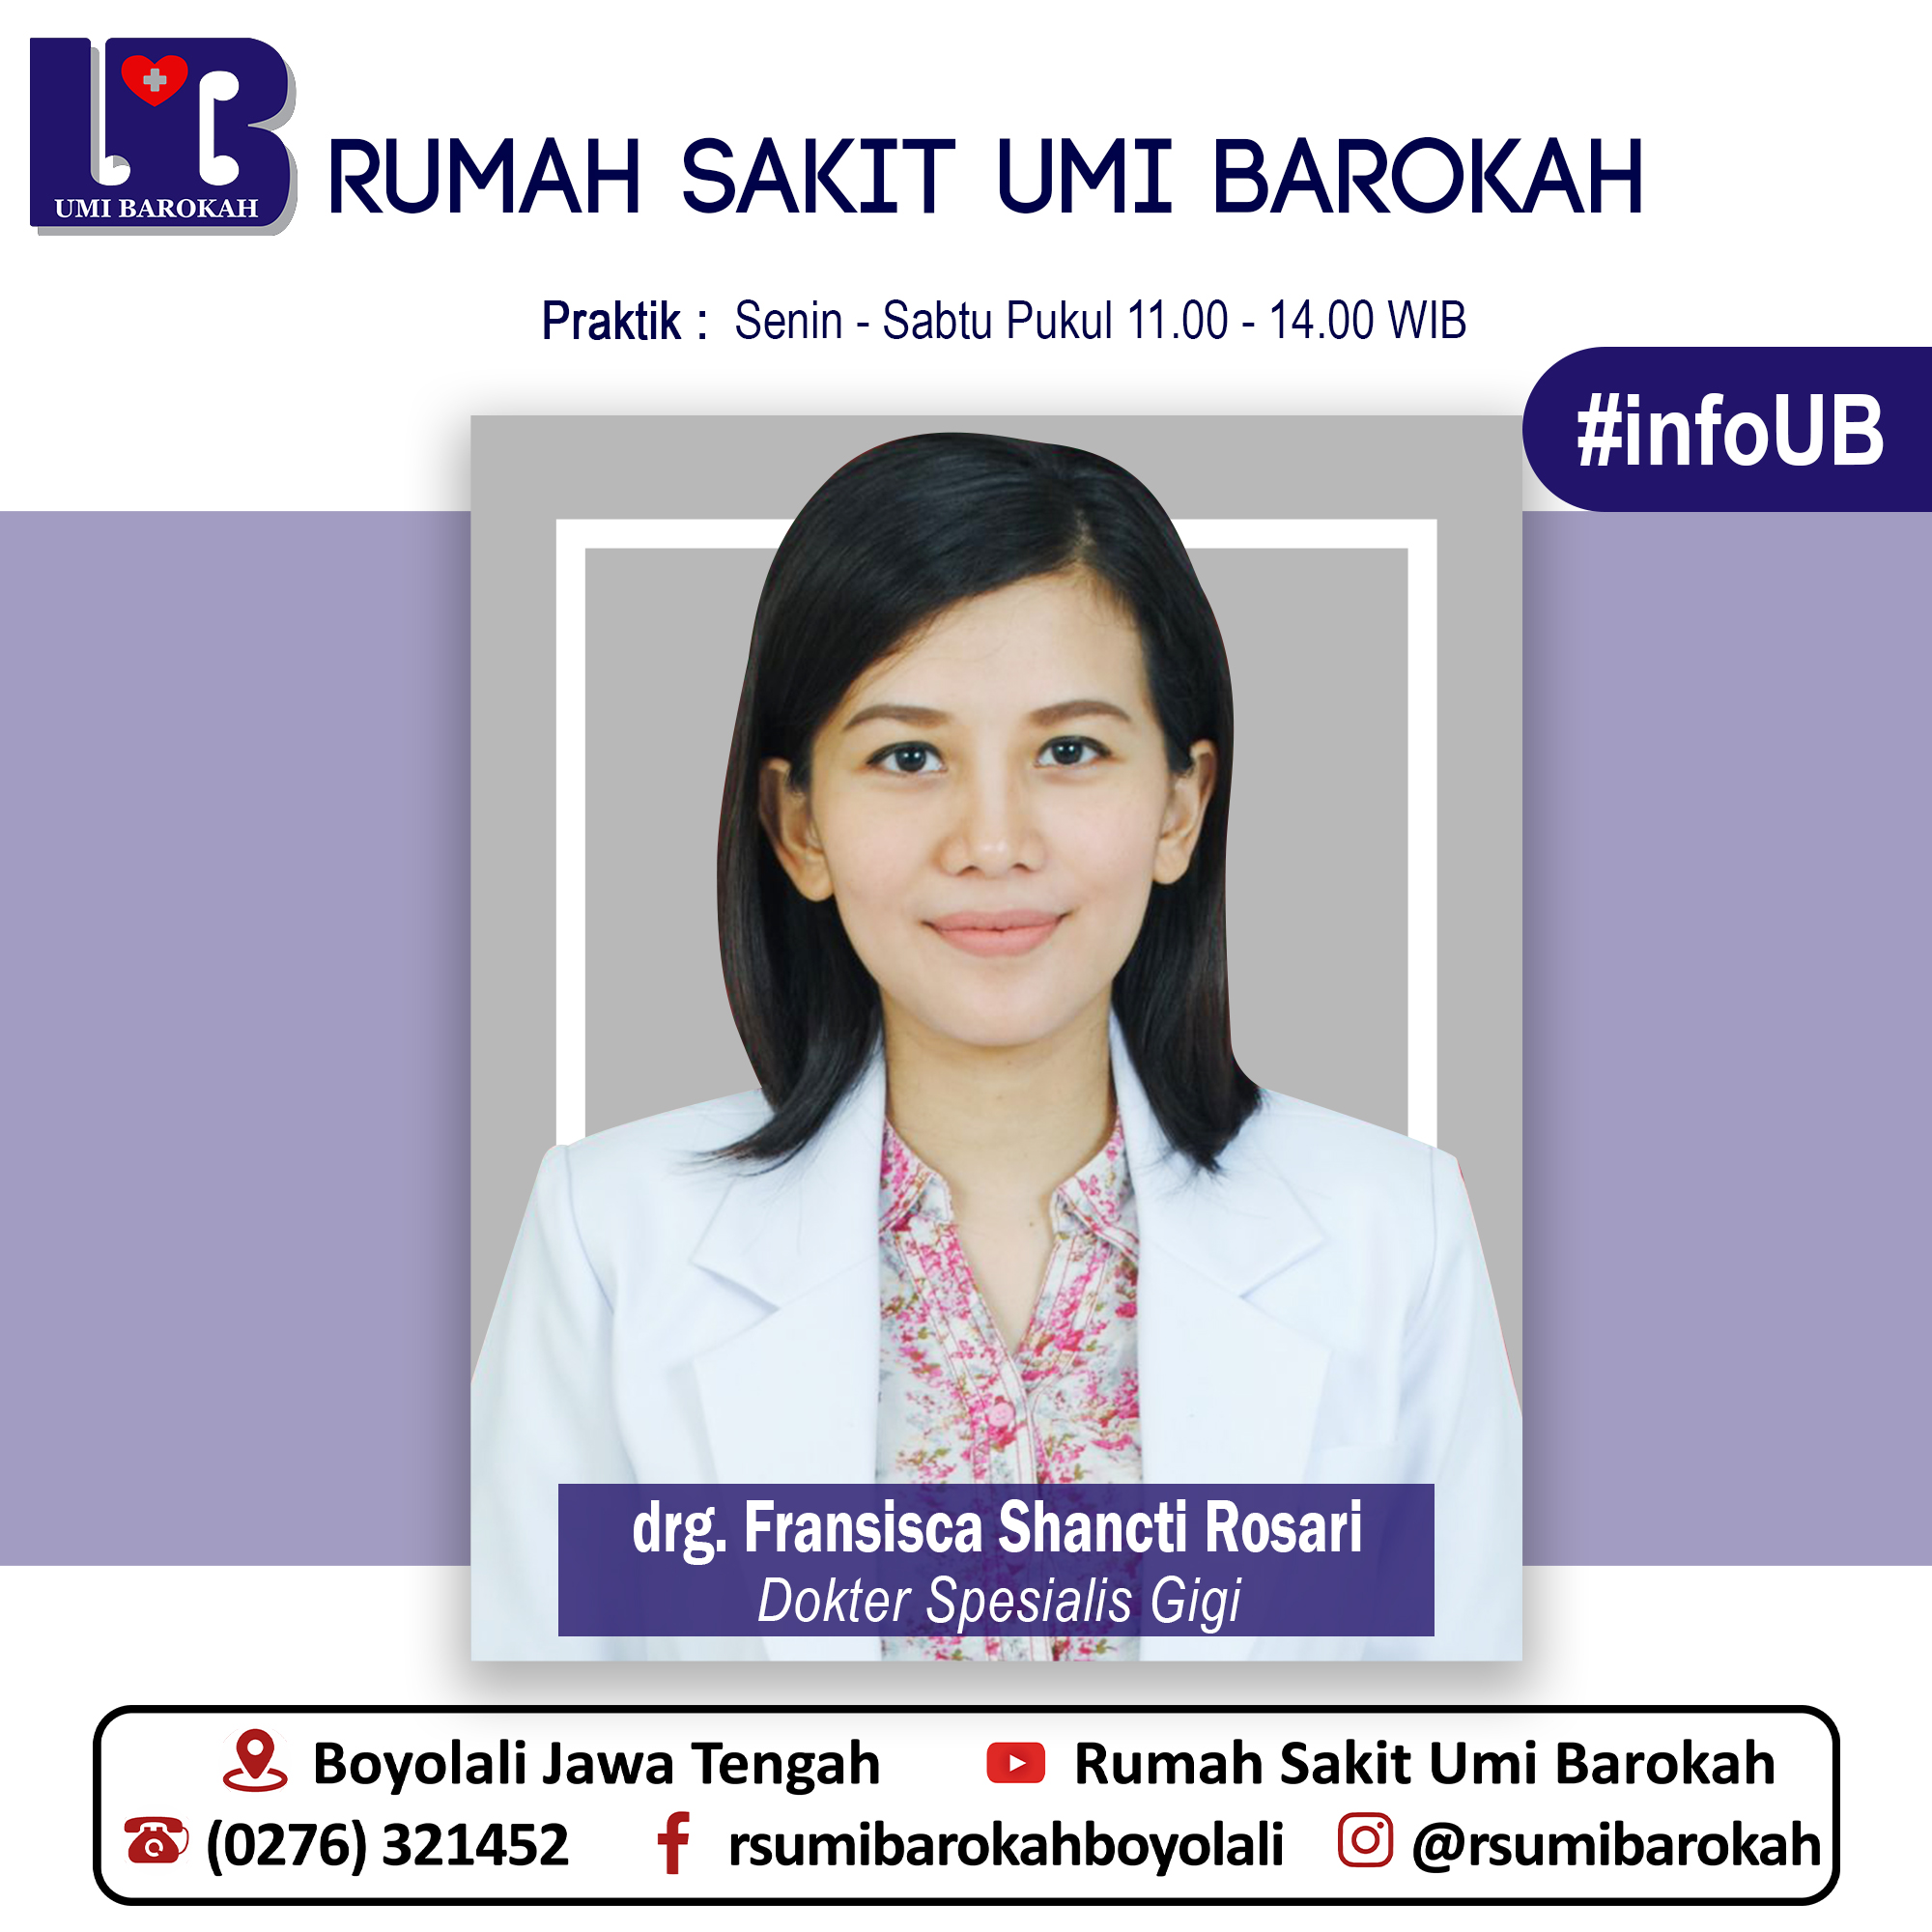 UMI BAROKAH
RUMAH SAKIT UMI BAROKAH
Praktik : Senin - Sabtu Pukul 11.00 - 14.00 WIB
#infoUB
drg. Fransisca Shancti Rosari
Dokter Spesialis Gigi
Boyolali Jawa Tengah Rumah Sakit Umi Barokah
(0276) 321452 rsumibarokahboyolali @rsumibarokah